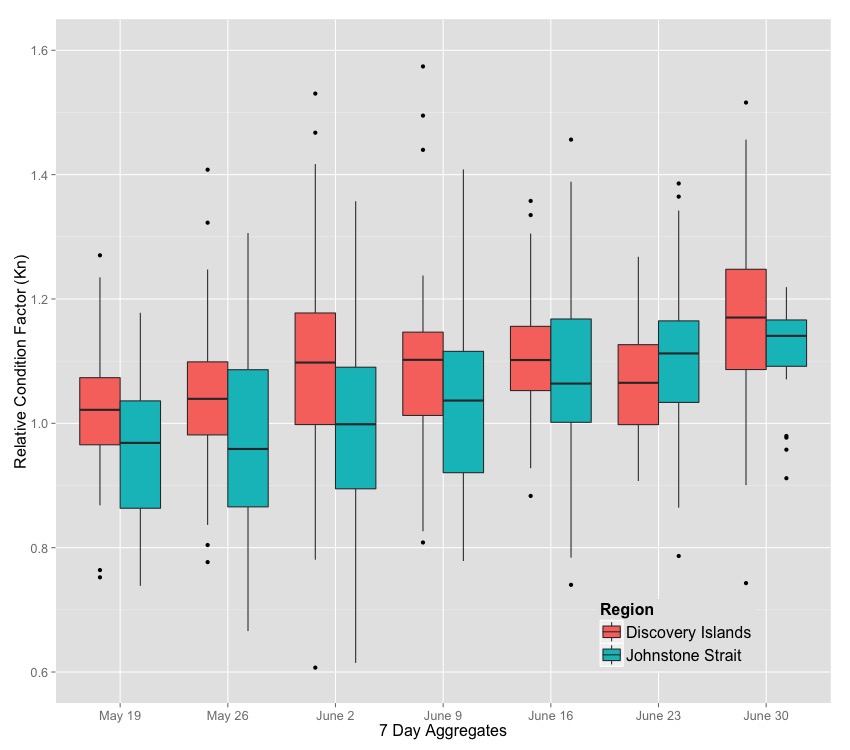 Relative Condition Factor (Kn)
1.6
1.4
1.2
1.0
0.8
0.6
Region
Discovery Islands
Johnstone Strait
May 19 May 26 June 2 June 9 June 16 June 23 June 30
7 Day Aggregates